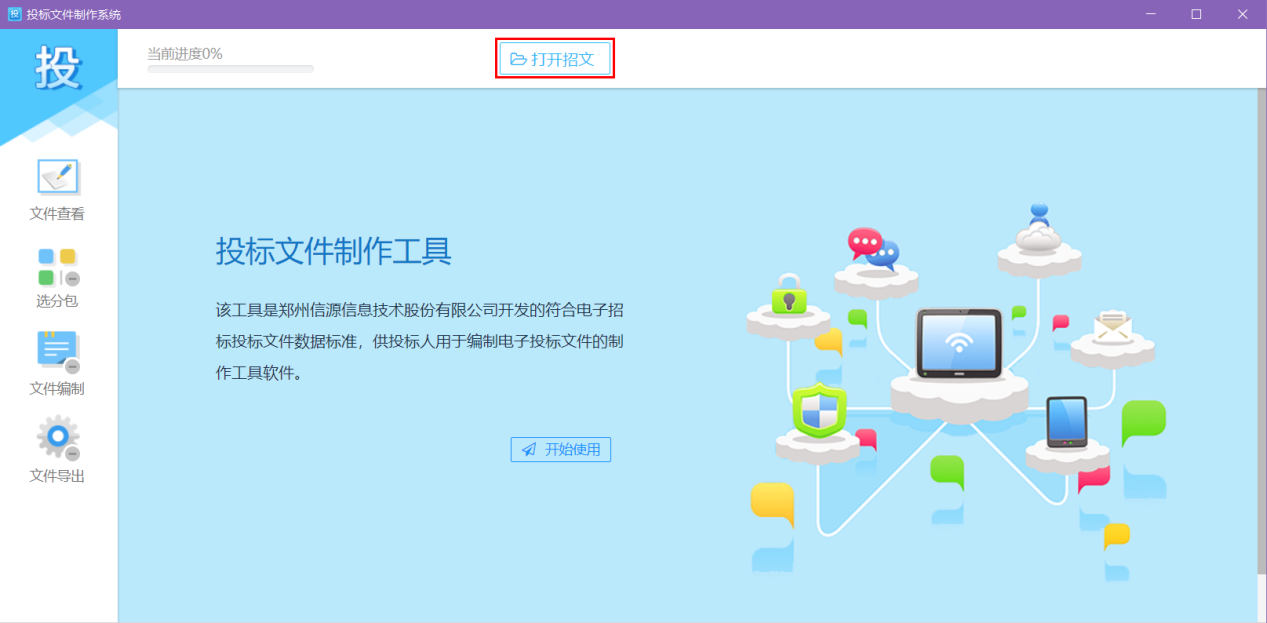 投标文件制作系统
投
当前进度0%
打开招文
文件查看
选分包
文件编制
文件导出
投标文件制作工具
该工具是郑州信源信息技术股份有限公司开发的符合电子招
标投标文件数据标准，供投标人用于编制电子投标文件的制
作工具软件。
开始使用